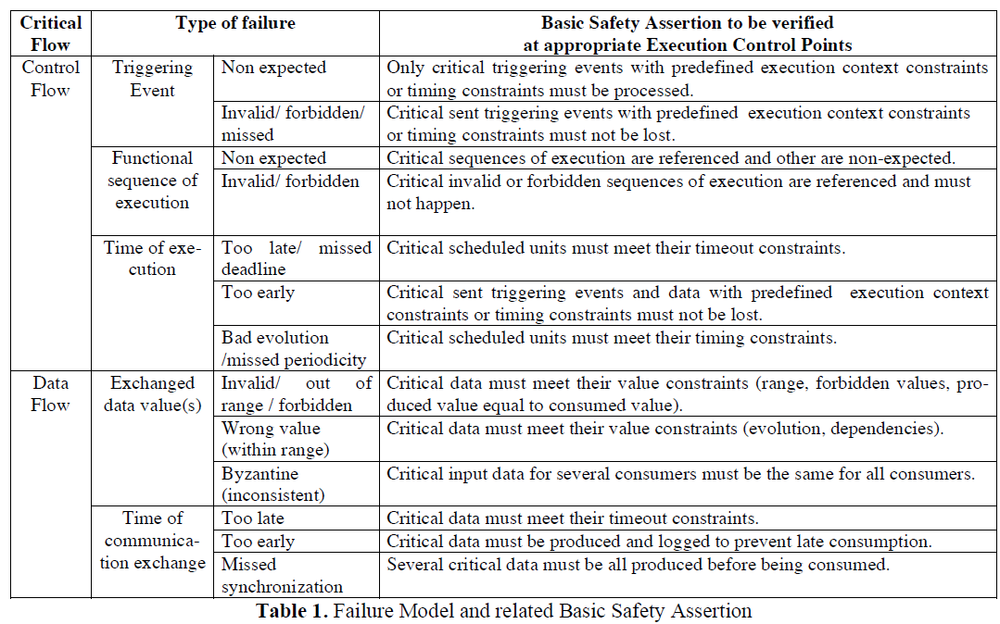 Critical Flow
Type of failure
Basic Safety Assertion to be verified
at appropriate Execution Control Points
Control
Flow
Triggering
Event
Non expected
Only critical triggering events with predefined execution context constraints
or timing constraints must be processed.
Invalid/ forbidden/
missed
Critical sent triggering events with predefined execution context constraints
or timing constraints must not be lost.
Functional
sequence of
execution
Non expected
Critical sequences of execution are referenced and other are non-expected.
Invalid/ forbidden
Critical invalid or forbidden sequences of execution are referenced and must
not happen.
Time of exe-
cution
Too late/ missed
deadline
Critical scheduled units must meet their timeout constraints.
Too early
Critical sent triggering events and data with predefined execution context
constraints or timing constraints must not be lost.
Bad evolution
/missed periodicity
Critical scheduled units must meet their timing constraints.
Data
Flow
Exchanged
data value(s)
Invalid/ out of
range / forbidden
Critical data must meet their value constraints (range, forbidden values, pro-
duced value equal to consumed value).
Wrong value
(within range)
Critical data must meet their value constraints (evolution, dependencies).
Byzantine
(inconsistent)
Critical input data for several consumers must be the same for all consumers.
Time of
communica-
tion exchange
Too late
Critical data must meet their timeout constraints.
Too early
Critical data must be produced and logged to prevent late consumption.
Missed
synchronization
Several critical data must be all produced before being consumed.
Table 1. Failure Model and related Basic Safety Assertion